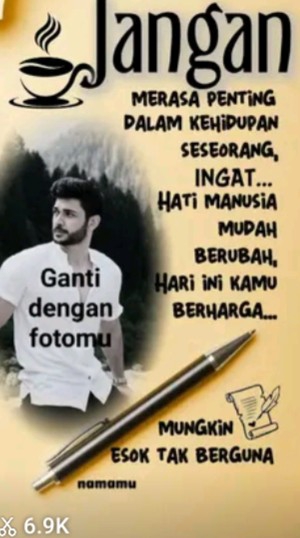 Jangan
MERASA PENTING
DALAM KEHIDUPAN
SESEORANG,
INGAT...
HATI MANUSIA
MUDAH
BERUBAH,
HARI INI KAMU
BERHARGA...
Ganti
dengan
fotomu
MUNGKIN
ESOK TAK BERGUNA
namamu
6.9K